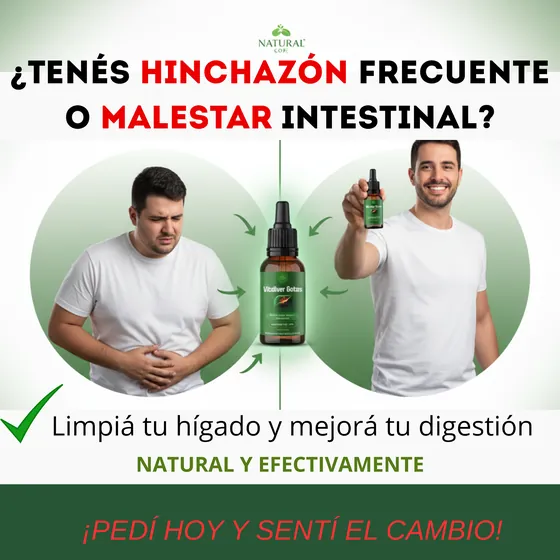 NATURAL
¿TENÉS HINCHAZÓN FRECUENTE
O MALESTAR INTESTINAL?
Vitaliver Gotas
Limpiá tu hígado y mejorá tu digestión
NATURAL Y EFECTIVAMENTE
¡PEDÍ HOY Y SENTÍ EL CAMBIO!